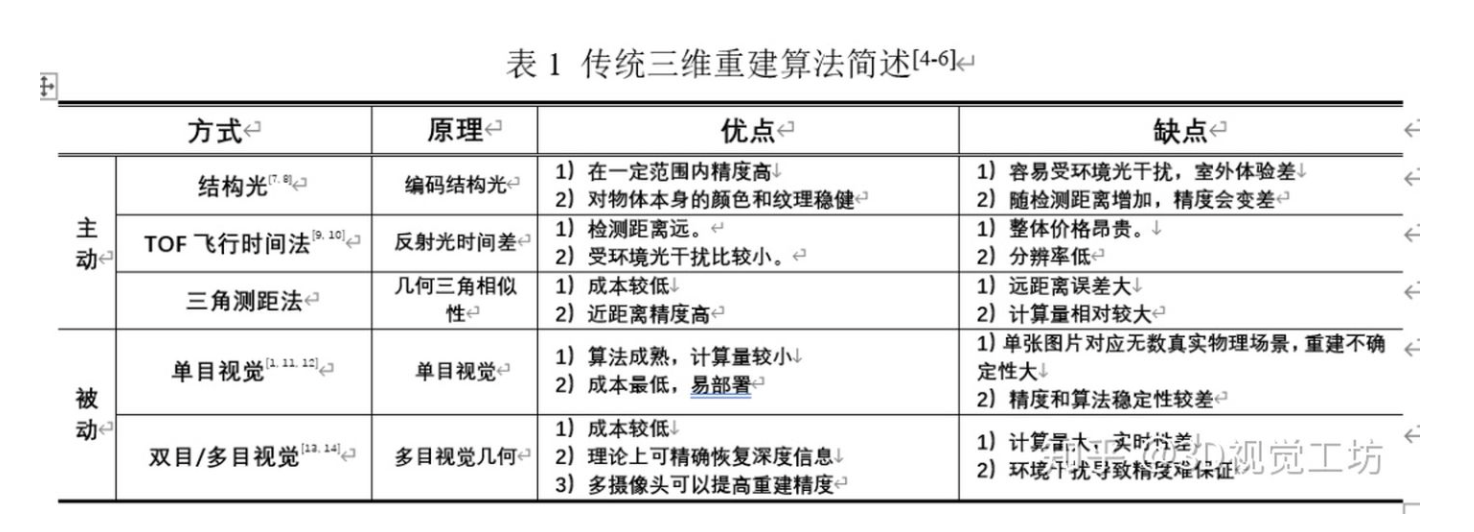 表 1 传统三维重建算法简述[4-6]
方式 原理 优点 缺点
主动
结构光[7, 8] 编码结构光
1）在一定范围内精度高
2）对物体本身的颜色和纹理稳健
1）容易受环境光干扰，室外体验差
2）随检测距离增加，精度会变差
TOF 飞行时间法[9, 10] 反射光时间差
1）检测距离远。
2）受环境光干扰比较小。
1）整体价格昂贵。
2）分辨率低
三角测距法
几何三角相似
性
1）成本较低
2）近距离精度高
1）远距离误差大
2）计算量相对较大
被动
单目视觉[1, 11, 12] 单目视觉
1）算法成熟，计算量较小
2）成本最低，易部署
1）单张图片对应无数真实物理场景，重建不确
定性大
2）精度和算法稳定性较差
双目/多目视觉[13, 14] 多目视觉几何
1）成本较低
2）理论上可精确恢复深度信息
3）多摄像头可以提高重建精度
1）计算量大，实时性差
2）环境干扰导致精度难保证
知乎 @3D视觉工坊